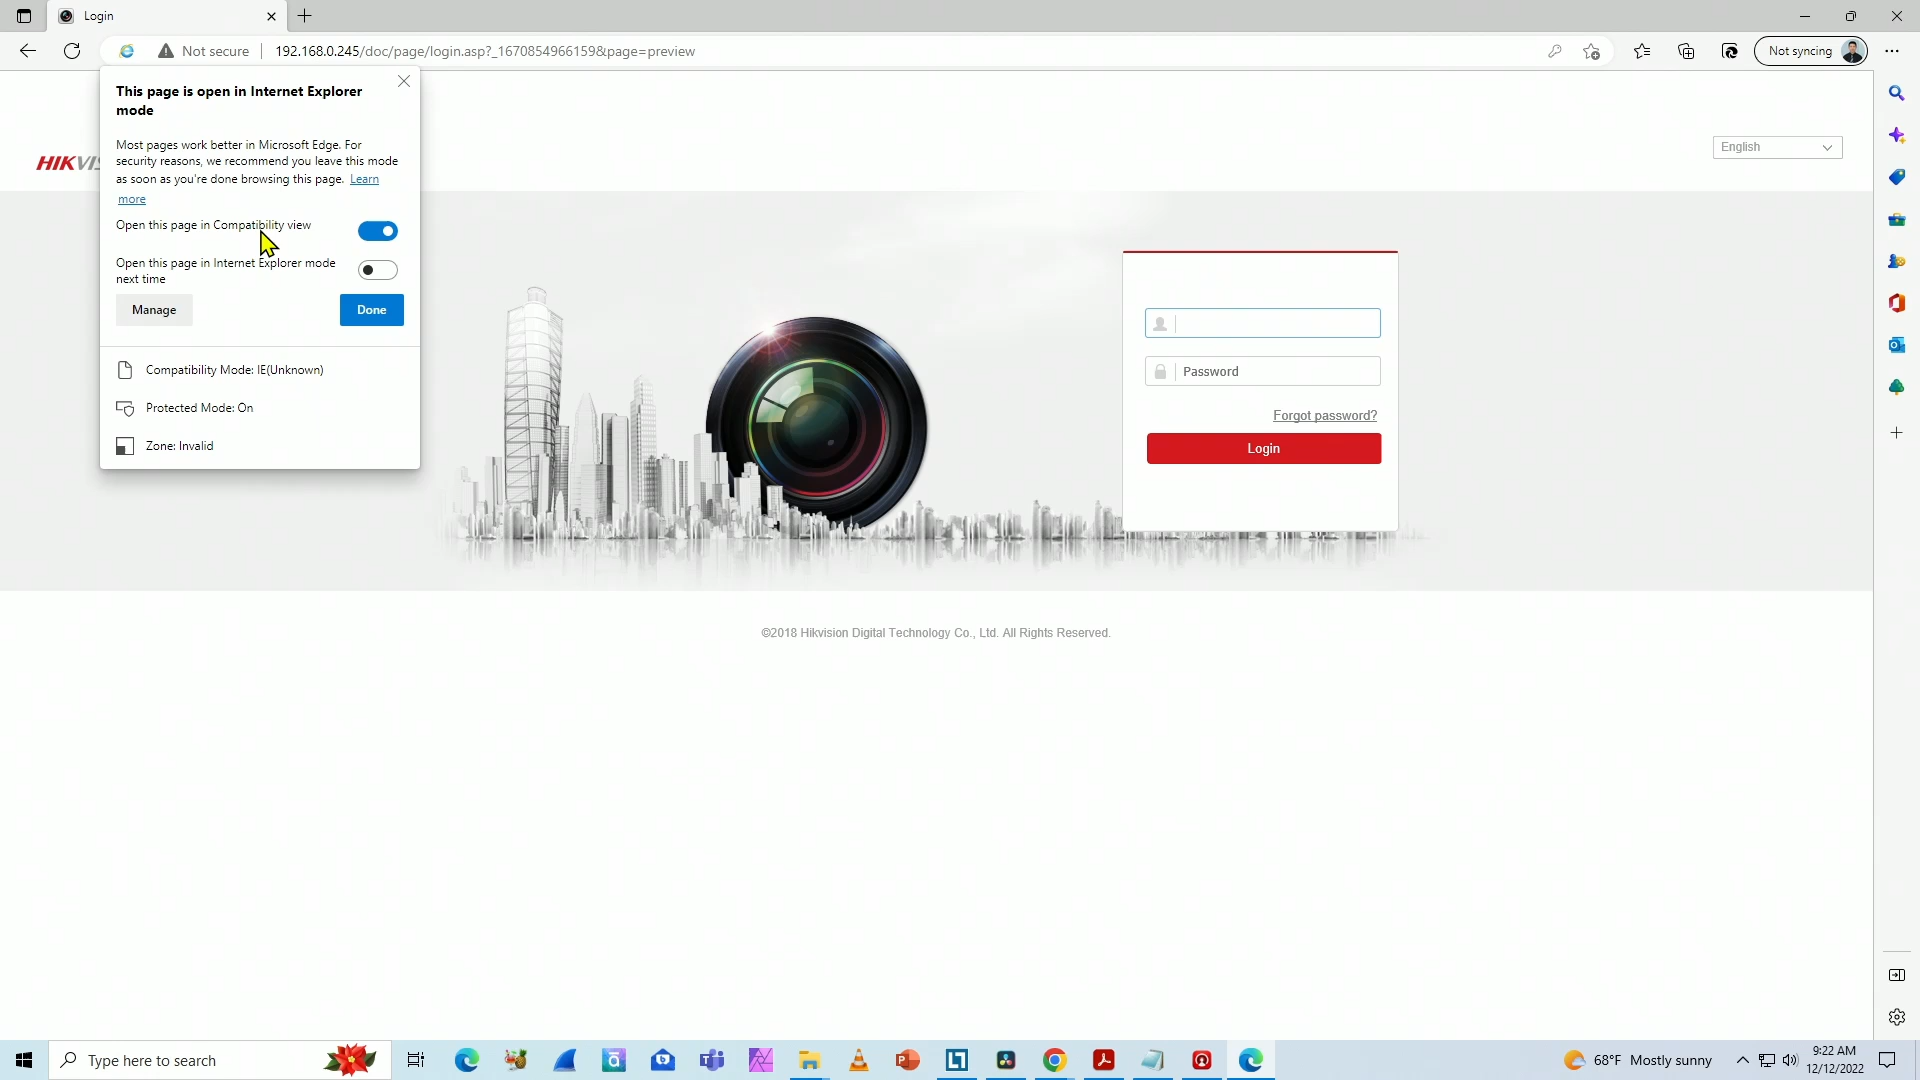 Login
Not secure
192.168.0.245/doc/page/login.asp?_1670854966159&page=preview
Not syncing
This page is open in Internet Explorer
mode
Most pages work better in Microsoft Edge. For
security reasons, we recommend you leave this mode
as soon as you're done browsing this page. Learn
more
Open this page in Compatibility view
Open this page in Internet Explorer mode
next time
Manage
Done
Compatibility Mode: IE(Unknown)
Protected Mode: On
Zone: Invalid
HIKVIS
English
Password
Forgot password?
Login
©2018 Hikvision Digital Technology Co., Ltd. All Rights Reserved.
Type here to search
68°F Mostly sunny
9:22 AM
12/12/2022